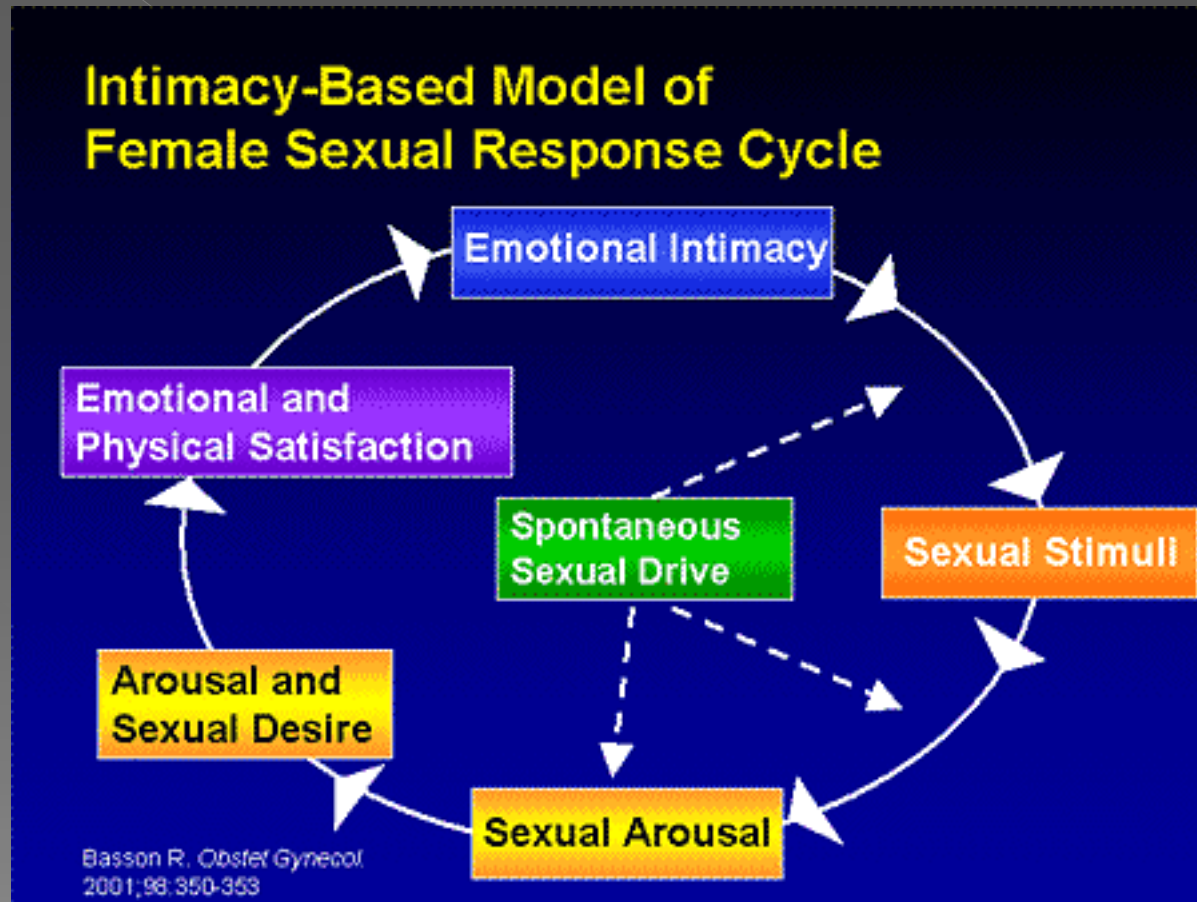 Intimacy-Based Model of
Female Sexual Response Cycle
Emotional Intimacy
Emotional and
Physical Satisfaction
Spontaneous
Sexual Drive
Sexual Stimuli
Arousal and
Sexual Desire
Sexual Arousal
Basson R. Obstet Gynecol.
2001;98:350-353